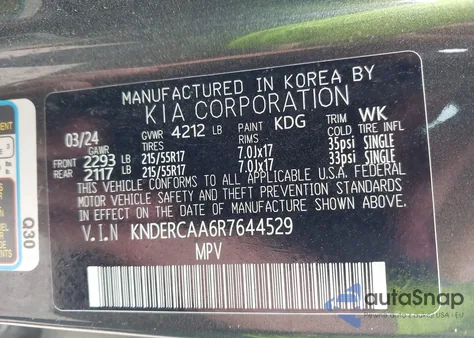 MANUFACTURED IN KOREA BY
KIA CORPORATION
03/24 GVWR 4212 LB PAINT KDG TRIM WK
GAWR TIRES RIMS COLD TIRE INF.PRES.
FRONT 2293 LB 215/55R17 7.0Jx17 35psi SINGLE
REAR 2117 LB 215/55R17 7.0Jx17 33psi SINGLE
THIS VEHICLE CONFORMS TO ALL APPLICABLE U.S.A. FEDERAL
MOTOR VEHICLE SAFETY AND THEFT PREVENTION STANDARDS
IN EFFECT ON THE DATE OF MANUFACTURE SHOWN ABOVE.
V.I.N KNDERCAA6R7644529
MPV
Q30
autoSnap